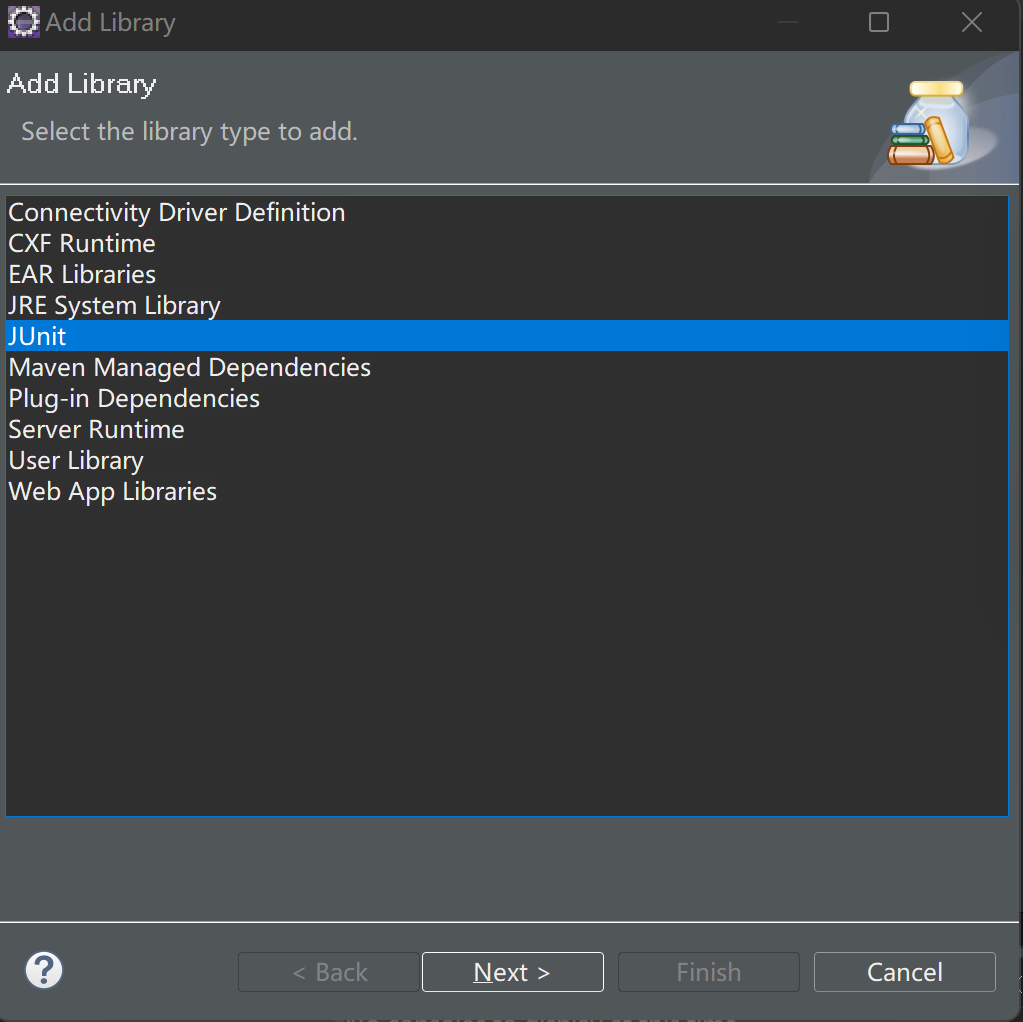 Add Library
Add Library
Select the library type to add.
Connectivity Driver Definition
CXF Runtime
EAR Libraries
JRE System Library
JUnit
Maven Managed Dependencies
Plug-in Dependencies
Server Runtime
User Library
Web App Libraries
?
< Back
Next >
Finish
Cancel